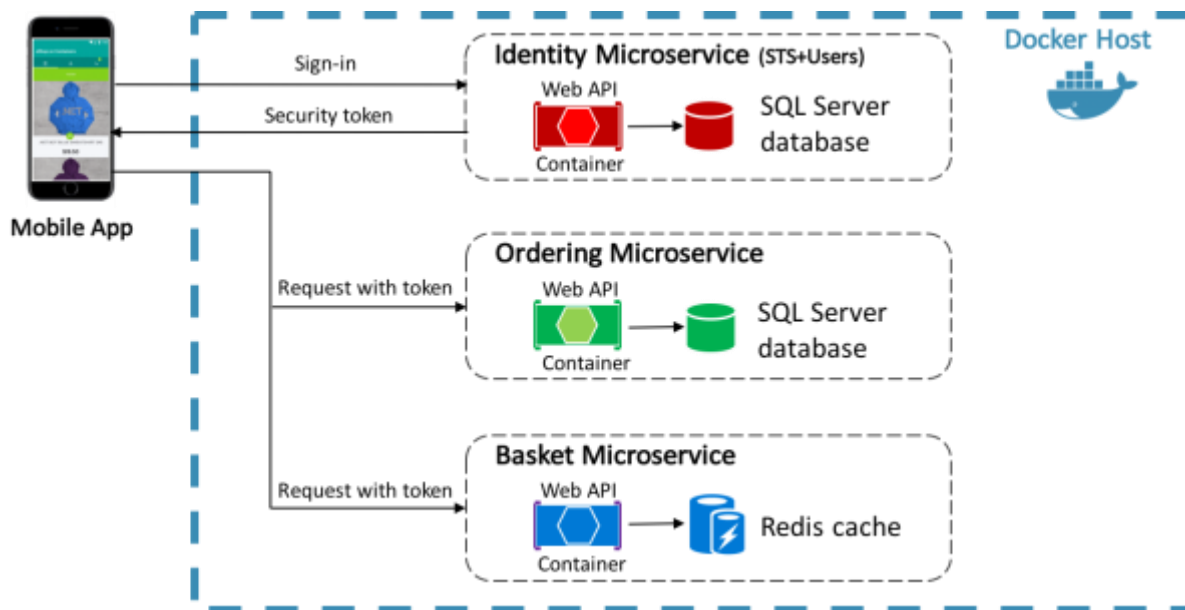 Docker Host
Identity Microservice (STS+Users)
Sign-in
Web API
SQL Server
database
Security token
Container
Mobile App
Ordering Microservice
Web API
Request with token
SQL Server
database
Container
Basket Microservice
Web API
Request with token
Redis cache
Container